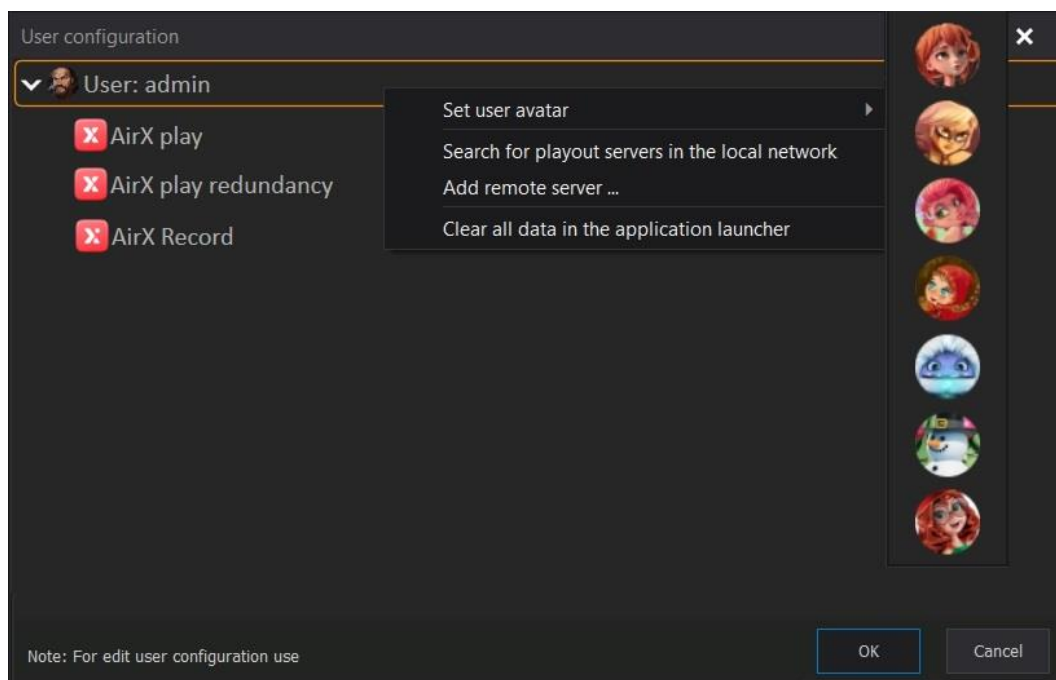 User configuration
User: admin
AirX play
AirX play redundancy
AirX Record
Set user avatar
Search for playout servers in the local network
Add remote server ...
Clear all data in the application launcher
Note: For edit user configuration use
OK
Cancel